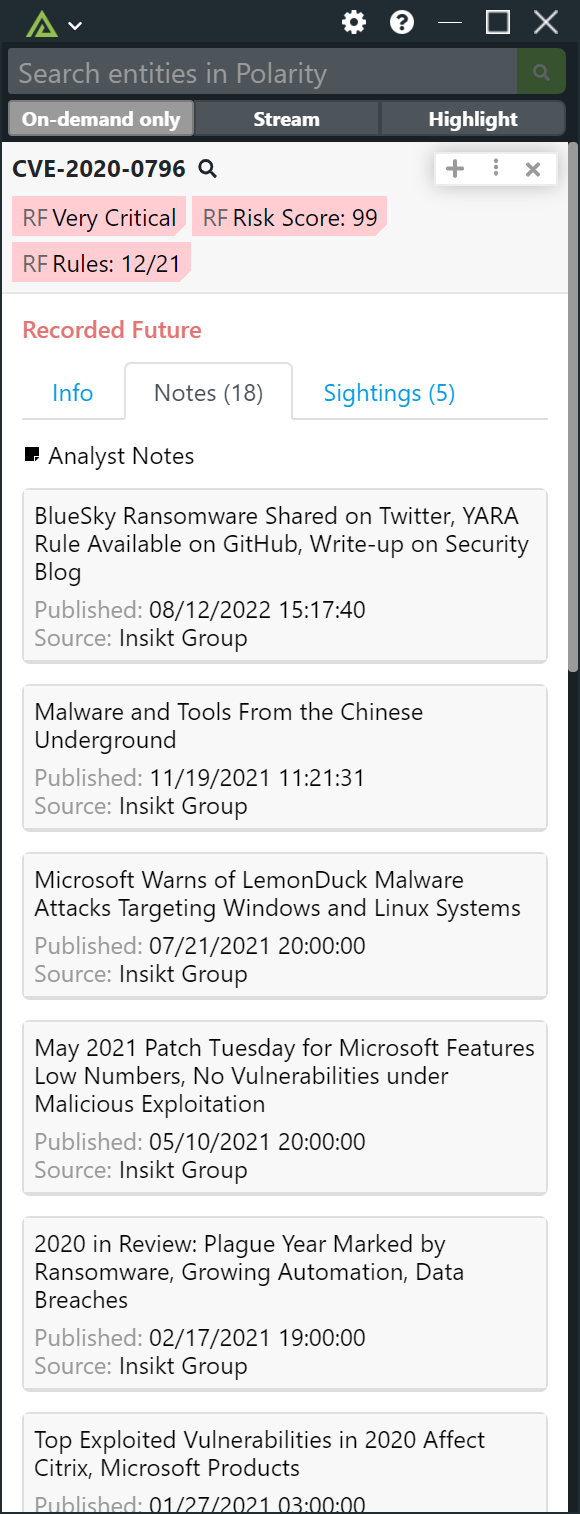 Search entities in Polarity
On-demand only Stream Highlight
CVE-2020-0796
RF Very Critical RF Risk Score: 99
RF Rules: 12/21
Recorded Future
Info Notes (18) Sightings (5)
Analyst Notes
BlueSky Ransomware Shared on Twitter, YARA
Rule Available on GitHub, Write-up on Security
Blog
Published: 08/12/2022 15:17:40
Source: Insikt Group
Malware and Tools From the Chinese
Underground
Published: 11/19/2021 11:21:31
Source: Insikt Group
Microsoft Warns of LemonDuck Malware
Attacks Targeting Windows and Linux Systems
Published: 07/21/2021 20:00:00
Source: Insikt Group
May 2021 Patch Tuesday for Microsoft Features
Low Numbers, No Vulnerabilities under
Malicious Exploitation
Published: 05/10/2021 20:00:00
Source: Insikt Group
2020 in Review: Plague Year Marked by
Ransomware, Growing Automation, Data
Breaches
Published: 02/17/2021 19:00:00
Source: Insikt Group
Top Exploited Vulnerabilities in 2020 Affect
Citrix, Microsoft Products
Published: 01/27/2021 03:00:00